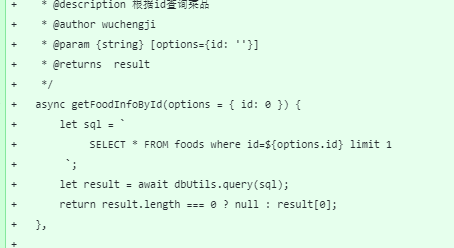 + * @description 根据id查询菜品
+ * @author wuchengji
+ * @param {string} [options={id: ''}]
+ * @returns  result
+ */
+ async getFoodInfoById(options = { id: 0 }) {
+ let sql = `
+ SELECT * FROM foods where id=${options.id} limit 1
+ `;
+ let result = await dbUtils.query(sql);
+ return result.length === 0 ? null : result[0];
+ },
+